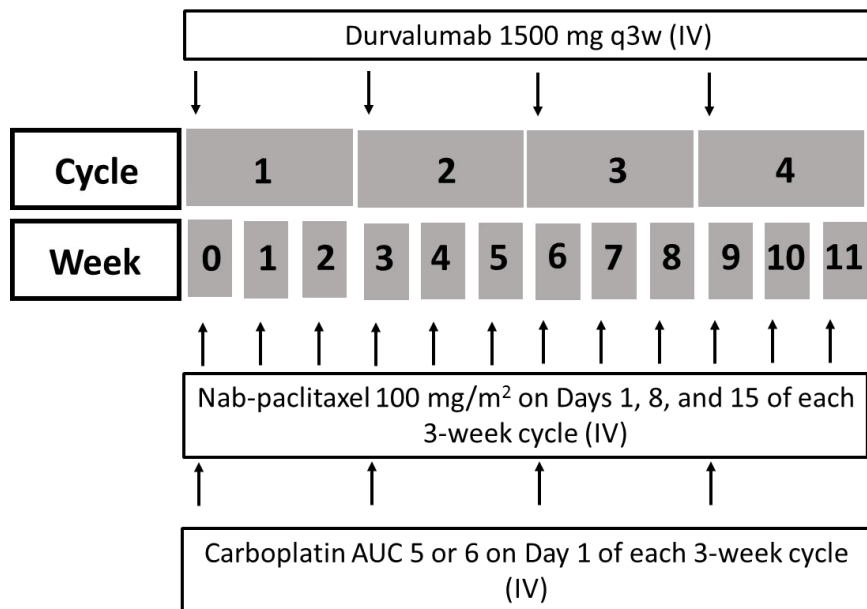 Durvalumab 1500 mg q3w (IV)
Cycle 1 2 3 4
Week 0 1 2 3 4 5 6 7 8 9 10 11
Nab-paclitaxel 100 mg/m² on Days 1, 8, and 15 of each
3-week cycle (IV)
Carboplatin AUC 5 or 6 on Day 1 of each 3-week cycle
(IV)